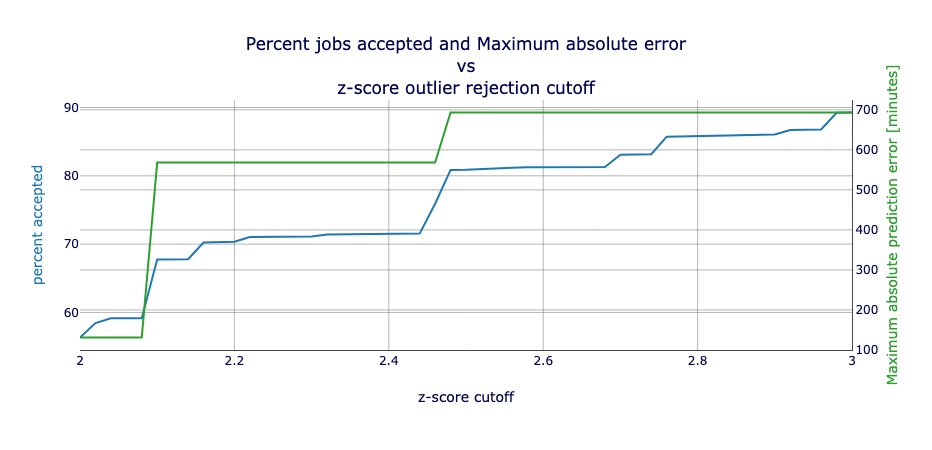 Percent jobs accepted and Maximum absolute error
vs
z-score outlier rejection cutoff
percent accepted
90
80
70
60
700
600
500
400
300
200
100
Maximum absolute prediction error [minutes]
2
2.2
2.4
2.6
2.8
3
z-score cutoff